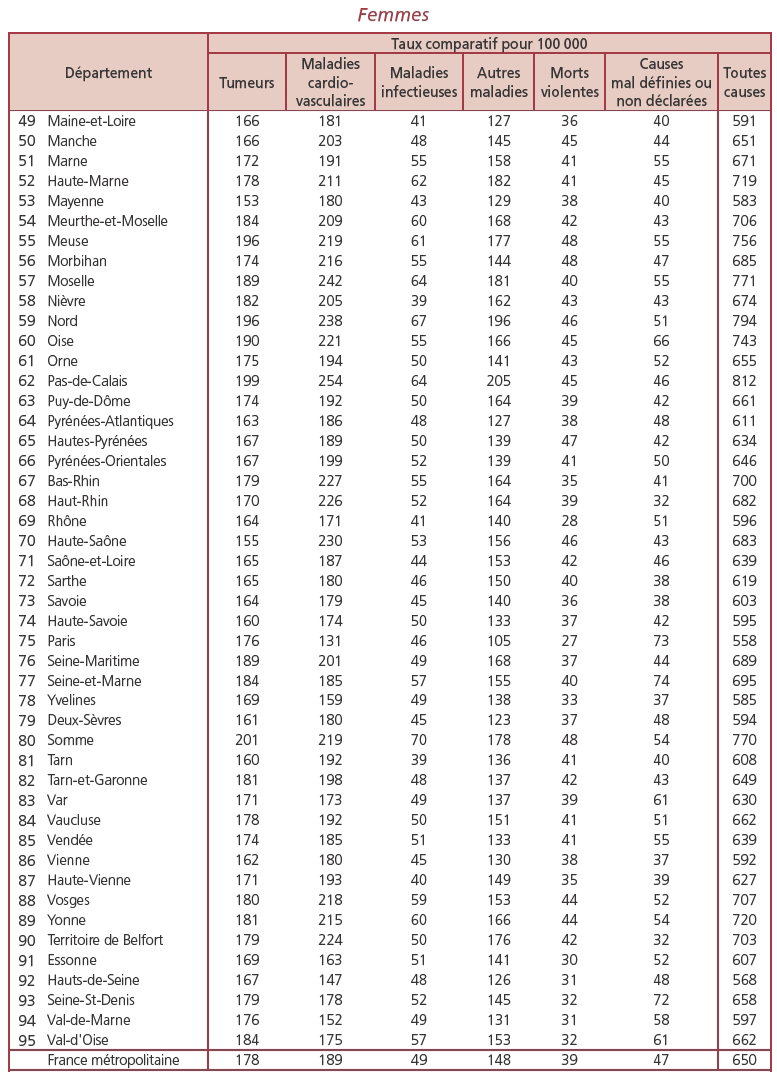 Femmes
Taux comparatif pour 100 000
Département Tumeurs Maladies cardio-vasculaires Maladies infectieuses Autres maladies Morts violentes Causes mal définies ou non déclarées Toutes causes
49 Maine-et-Loire 166 181 41 127 36 40 591
50 Manche 166 203 48 145 45 44 651
51 Marne 172 191 55 158 41 55 671
52 Haute-Marne 178 211 62 182 41 45 719
53 Mayenne 153 180 43 129 38 40 583
54 Meurthe-et-Moselle 184 209 60 168 42 43 706
55 Meuse 196 219 61 177 48 55 756
56 Morbihan 174 216 55 144 48 47 685
57 Moselle 189 242 64 181 40 55 771
58 Nièvre 182 205 39 162 43 43 674
59 Nord 196 238 67 196 46 51 794
60 Oise 190 221 55 166 45 66 743
61 Orne 175 194 50 141 43 52 655
62 Pas-de-Calais 199 254 64 205 45 46 812
63 Puy-de-Dôme 174 192 50 164 39 42 661
64 Pyrénées-Atlantiques 163 186 48 127 38 48 611
65 Hautes-Pyrénées 167 189 50 139 47 42 634
66 Pyrénées-Orientales 167 199 52 139 41 50 646
67 Bas-Rhin 179 227 55 164 35 41 700
68 Haut-Rhin 170 226 52 164 39 32 682
69 Rhône 164 171 41 140 28 51 596
70 Haute-Saône 155 230 53 156 46 43 683
71 Saône-et-Loire 165 187 44 153 42 46 639
72 Sarthe 165 180 46 150 40 38 619
73 Savoie 164 179 45 140 36 38 603
74 Haute-Savoie 160 174 50 133 37 42 595
75 Paris 176 131 46 105 27 73 558
76 Seine-Maritime 189 201 49 168 37 44 689
77 Seine-et-Marne 184 185 57 155 40 74 695
78 Yvelines 169 159 49 138 33 37 585
79 Deux-Sèvres 161 180 45 123 37 48 594
80 Somme 201 219 70 178 48 54 770
81 Tarn 160 192 39 136 41 40 608
82 Tarn-et-Garonne 181 198 48 137 42 43 649
83 Var 171 173 49 137 39 61 630
84 Vaucluse 178 192 50 151 41 51 662
85 Vendée 174 185 51 133 41 55 639
86 Vienne 162 180 45 130 38 37 592
87 Haute-Vienne 171 193 40 149 35 39 627
88 Vosges 180 218 59 153 44 52 707
89 Yonne 181 215 60 166 44 54 720
90 Territoire de Belfort 179 224 50 176 42 32 703
91 Essonne 169 163 51 141 30 52 607
92 Hauts-de-Seine 167 147 48 126 31 48 568
93 Seine-St-Denis 179 178 52 145 32 72 658
94 Val-de-Marne 176 152 49 131 31 58 597
95 Val-d'Oise 184 175 57 153 32 61 662
France métropolitaine 178 189 49 148 39 47 650